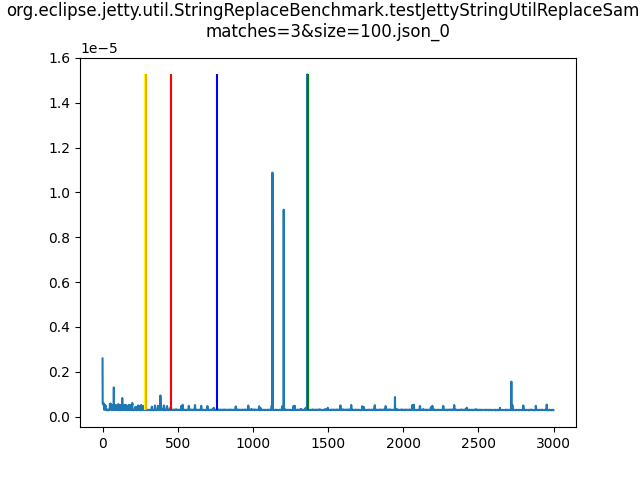 org.eclipse.jetty.util.StringReplaceBenchmark.testJettyStringUtilReplaceSam
matches=3&size=100.json_0
1e−5
1.6
1.4
1.2
1.0
0.8
0.6
0.4
0.2
0.0
0 500 1000 1500 2000 2500 3000